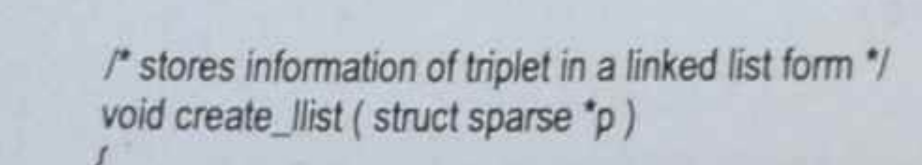 /* stores information of triplet in a linked list form */
void create_llist ( struct sparse *p )
{